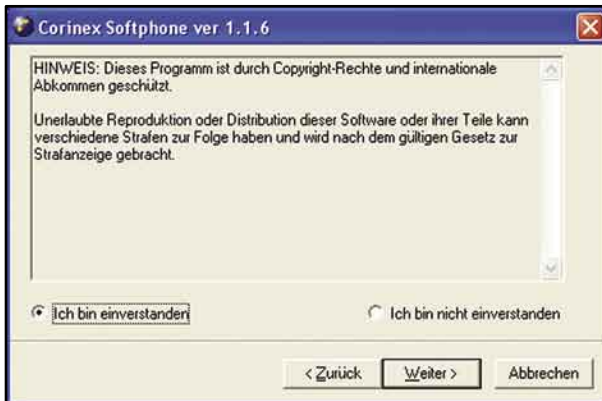 Corinex Softphone ver 1.1.6
HINWEIS: Dieses Programm ist durch Copyright-Rechte und internationale
Abkommen geschützt.
Unerlaubte Reproduktion oder Distribution dieser Software oder ihrer Teile kann
verschiedene Strafen zur Folge haben und wird nach dem gültigen Gesetz zur
Strafanzeige gebracht.
Ich bin einverstanden
Ich bin nicht einverstanden
< Zurück
Weiter >
Abbrechen